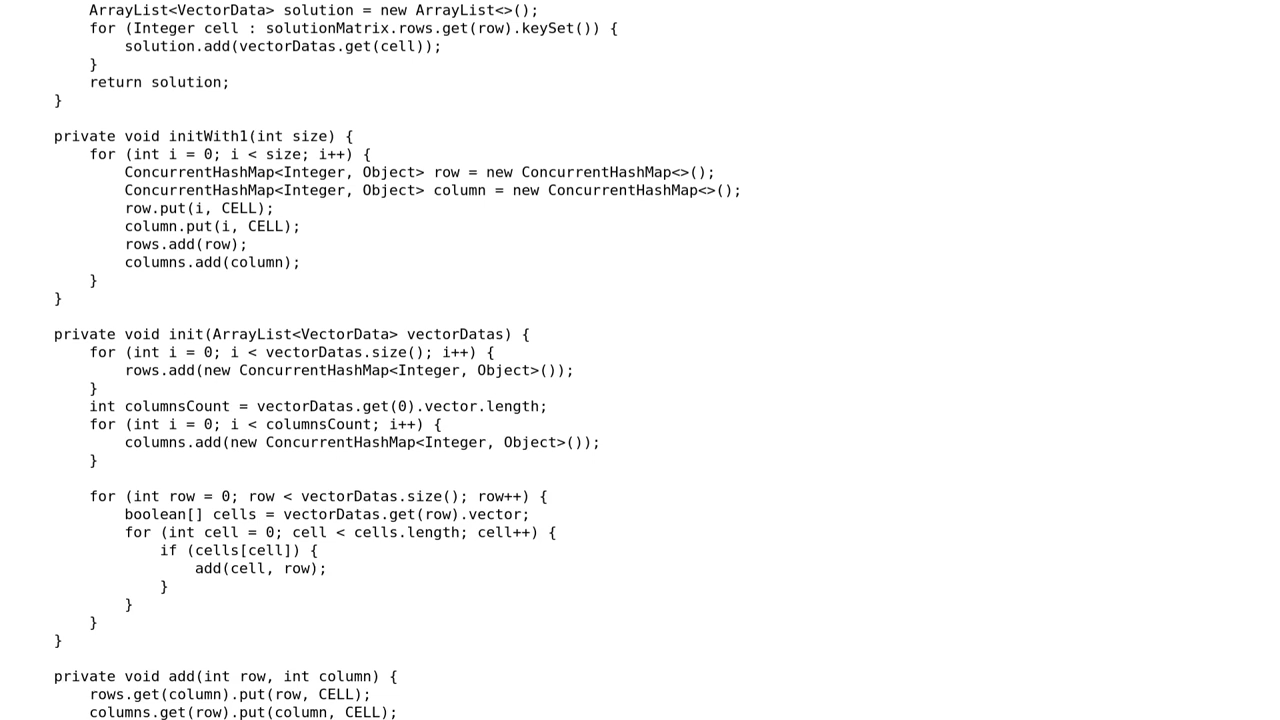 ArrayList<VectorData> solution = new ArrayList<>();
for (Integer cell : solutionMatrix.rows.get(row).keySet()) {
solution.add(vectorDatas.get(cell));
}
return solution;
}
private void initWith1(int size) {
for (int i = 0; i < size; i++) {
ConcurrentHashMap<Integer, Object> row = new ConcurrentHashMap<>();
ConcurrentHashMap<Integer, Object> column = new ConcurrentHashMap<>();
row.put(i, CELL);
column.put(i, CELL);
rows.add(row);
columns.add(column);
}
}
private void init(ArrayList<VectorData> vectorDatas) {
for (int i = 0; i < vectorDatas.size(); i++) {
rows.add(new ConcurrentHashMap<Integer, Object>());
}
int columnsCount = vectorDatas.get(0).vector.length;
for (int i = 0; i < columnsCount; i++) {
columns.add(new ConcurrentHashMap<Integer, Object>());
}
for (int row = 0; row < vectorDatas.size(); row++) {
boolean[] cells = vectorDatas.get(row).vector;
for (int cell = 0; cell < cells.length; cell++) {
if (cells[cell]) {
add(cell, row);
}
}
}
}
private void add(int row, int column) {
rows.get(column).put(row, CELL);
columns.get(row).put(column, CELL);